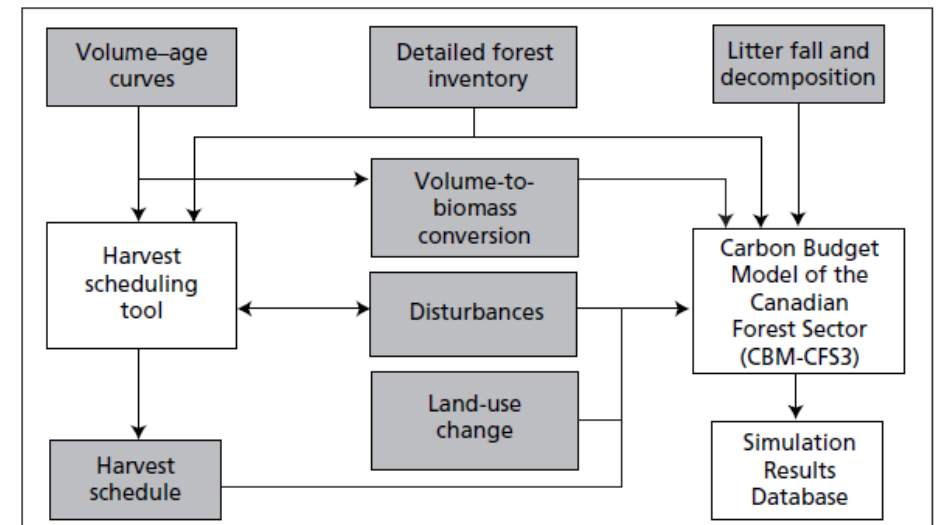 Volume–age
curves
Detailed forest
inventory
Litter fall and
decomposition
Volume-to-
biomass
conversion
Harvest
scheduling
tool
Carbon Budget
Model of the
Canadian
Forest Sector
(CBM-CFS3)
Disturbances
Land-use
change
Harvest
schedule
Simulation
Results
Database